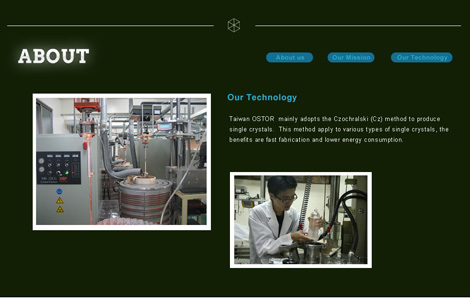 ABOUT
About us
Our Mission
Our Technology
Our Technology
Taiwan OSTOR mainly adopts the Czochralski (Cz) method to produce
single crystals. This method apply to various types of single crystals, the
benefits are fast fabrication and lower energy consumption.